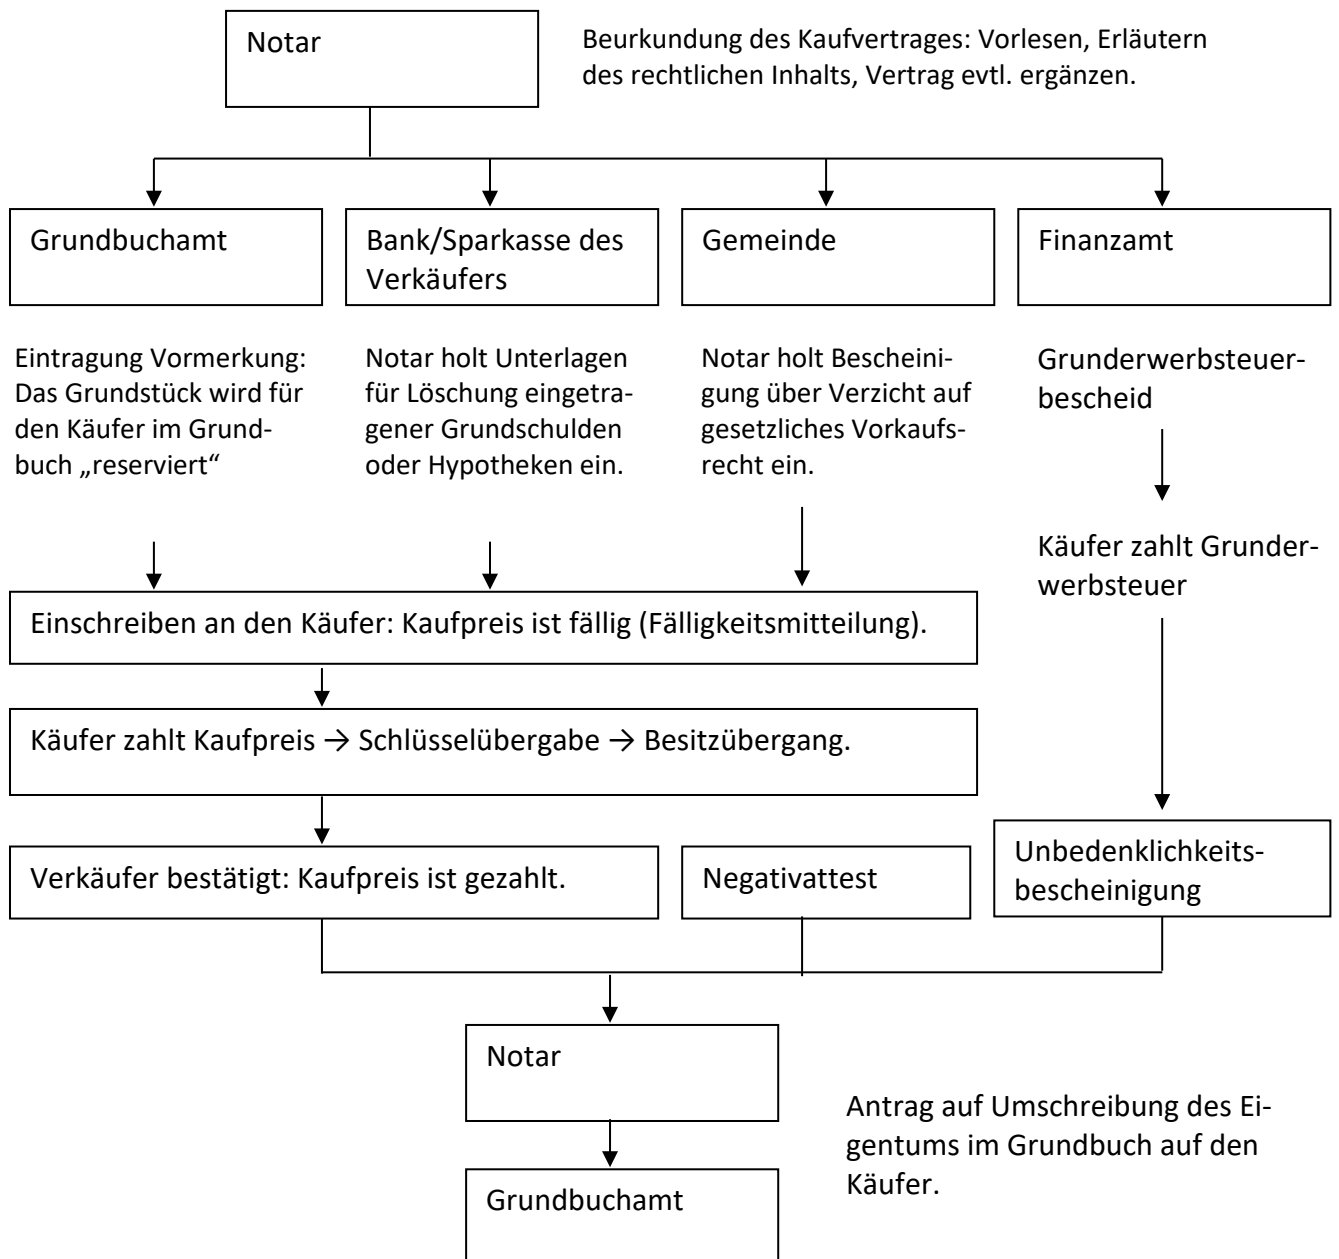 Notar
Beurkundung des Kaufvertrages: Vorlesen, Erläutern
des rechtlichen Inhalts, Vertrag evtl. ergänzen.
Grundbuchamt
Bank/Sparkasse des
Verkäufers
Gemeinde
Finanzamt
Eintragung Vormerkung:
Das Grundstück wird für
den Käufer im Grund-
buch „reserviert“
Notar holt Unterlagen
für Löschung eingetra-
gener Grundschulden
oder Hypotheken ein.
Notar holt Bescheini-
gung über Verzicht auf
gesetzliches Vorkaufs-
recht ein.
Grunderwerbsteuer-
bescheid
Käufer zahlt Grunder-
werbsteuer
Einschreiben an den Käufer: Kaufpreis ist fällig (Fälligkeitsmitteilung).
Käufer zahlt Kaufpreis → Schlüsselübergabe → Besitzübergang.
Verkäufer bestätigt: Kaufpreis ist gezahlt.
Negativattest
Unbedenklichkeits-
bescheinigung
Notar
Antrag auf Umschreibung des Ei-
gentums im Grundbuch auf den
Käufer.
Grundbuchamt